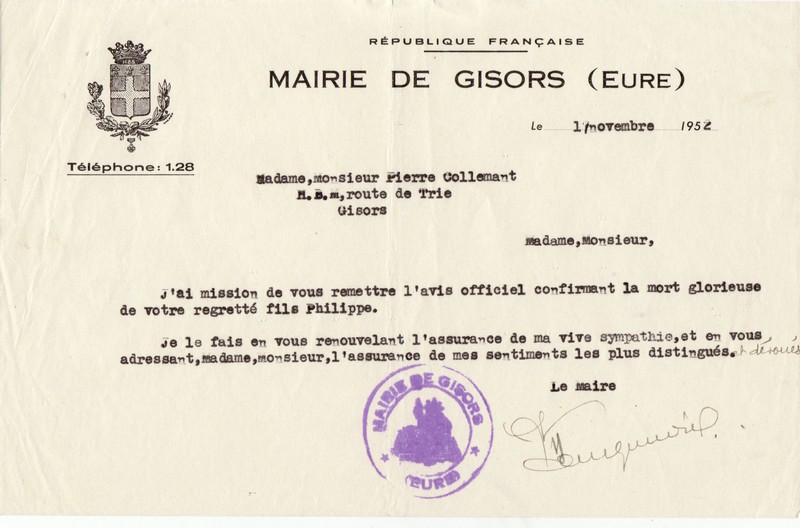 RÉPUBLIQUE FRANÇAISE
MAIRIE DE GISORS (EURE)
Le 17 novembre 1952
Téléphone: 1.28
Madame,monsieur Pierre Collemant
H.B.m,route de Trie
Gisors
Madame,Monsieur,
J'ai mission de vous remettre l'avis officiel confirmant la mort glorieuse
de votre regretté fils Philippe.
Je le fais en vous renouvelant l'assurance de ma vive sympathie,et en vous
adressant,madame,monsieur,l'assurance de mes sentiments les plus distingués. et dévoués
Le maire
MAIRIE DE GISORS
(EURE)